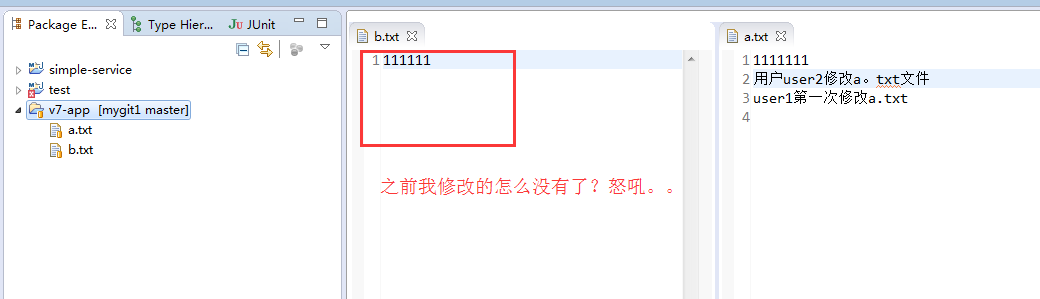 Package E...
Type Hier...
JUnit
simple-service
test
v7-app [mygit1 master]
a.txt
b.txt
b.txt
1 111111
之前我修改的怎么没有了？怒吼。。
a.txt
1 1111111
2 用户user2修改a。txt文件
3 user1第一次修改a.txt
4